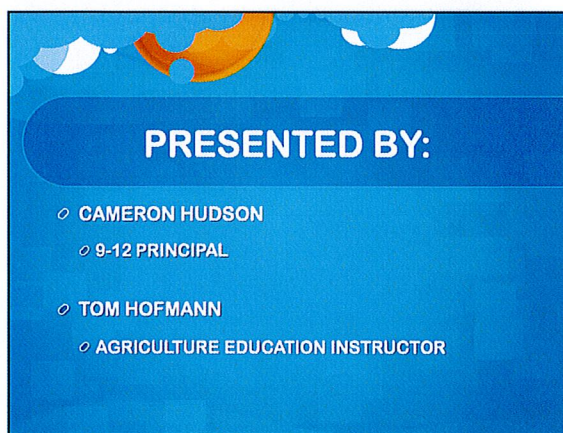 PRESENTED BY:
CAMERON HUDSON
9-12 PRINCIPAL
TOM HOFMANN
AGRICULTURE EDUCATION INSTRUCTOR